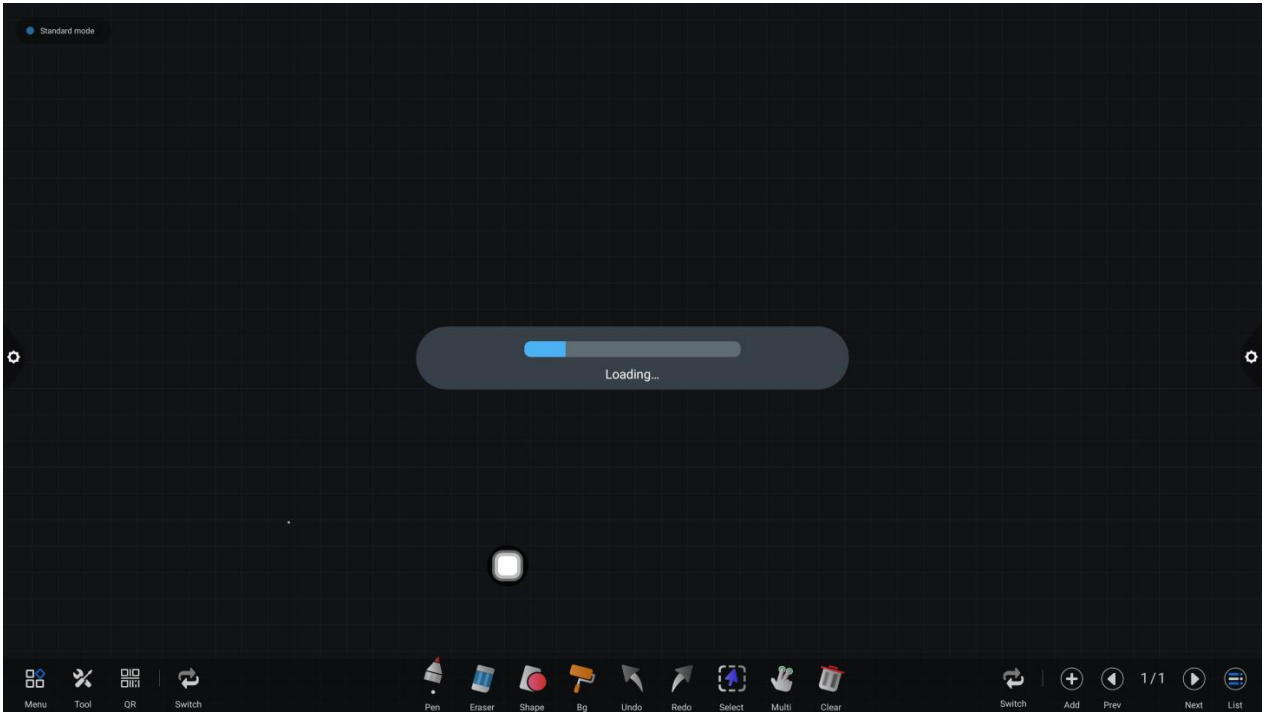 Standard mode
Loading...
1/1
Menu Tool QR Switch Pen Eraser Shape Bg Undo Redo Select Multi Clear Switch Add Prev Next List